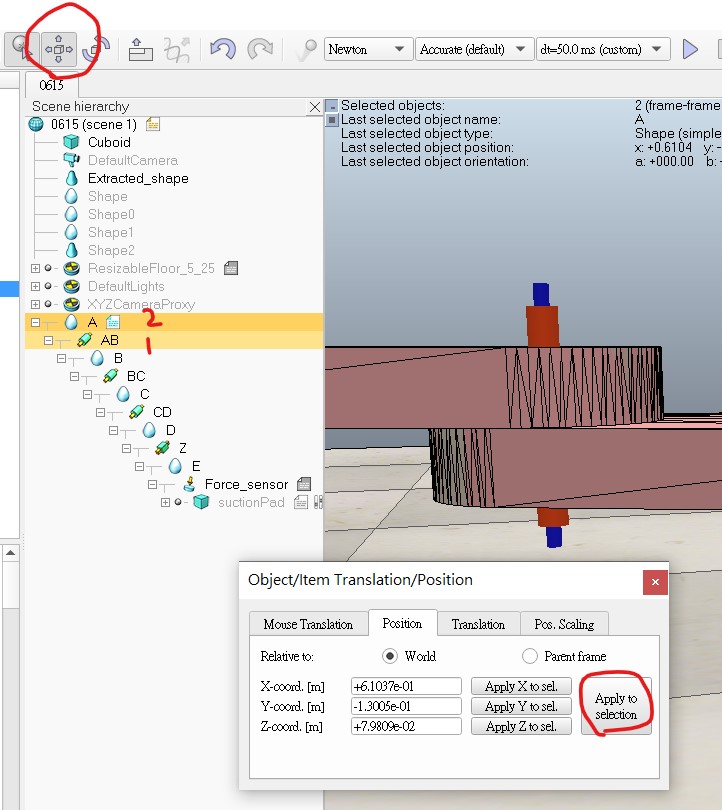 Newton
Accurate (default)
dt=50.0 ms (custom)
0615
Scene hierarchy
0615 (scene 1)
Cuboid
DefaultCamera
Extracted_shape
Shape
Shape0
Shape1
Shape2
ResizableFloor_5_25
DefaultLights
XYZCameraProxy
A 2
AB 1
B
BC
C
CD
D
Z
E
Force_sensor
suctionPad
Selected objects: 2 (frame-frame
Last selected object name: A
Last selected object type: Shape (simple
Last selected object position: x: +0.6104 y: -
Last selected object orientation: a: +000.00 b: -
Object/Item Translation/Position
Mouse Translation Position Translation Pos. Scaling
Relative to: World Parent frame
X-coord. [m] +6.1037e-01 Apply X to sel.
Y-coord. [m] -1.3005e-01 Apply Y to sel.
Z-coord. [m] +7.9809e-02 Apply Z to sel.
Apply to
selection